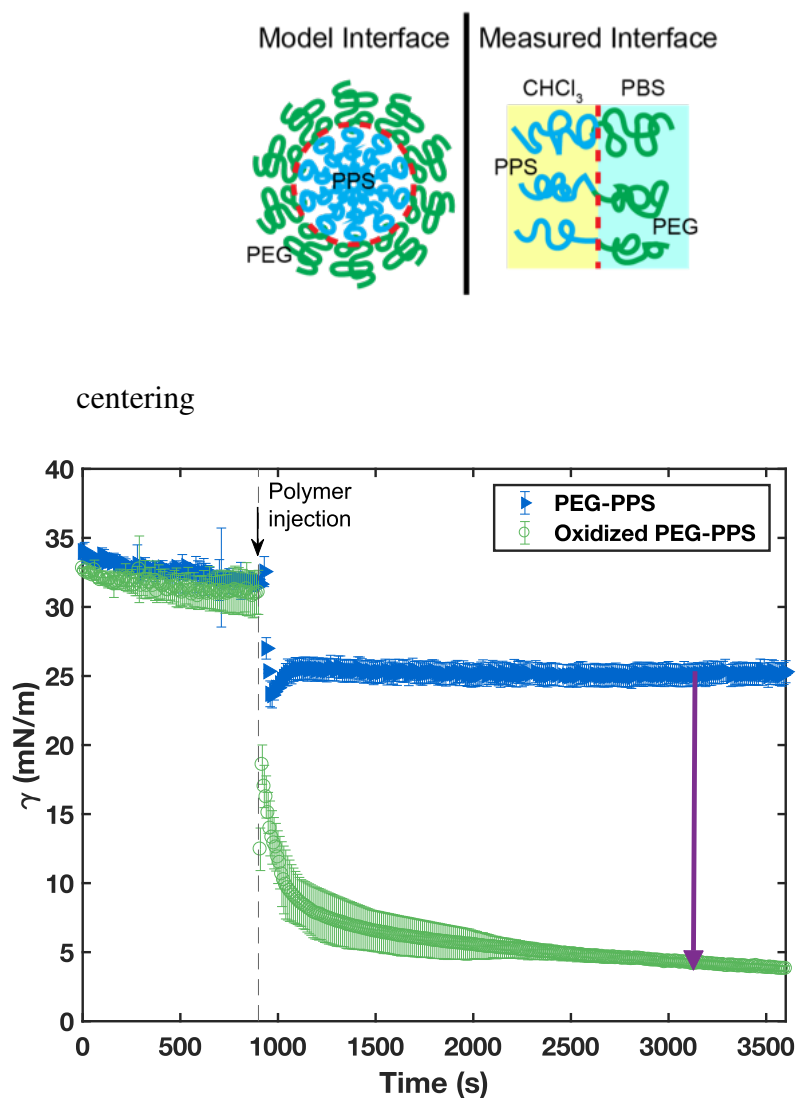 Model Interface
Measured Interface
CHCl₃
PBS
PPS
PPS
PEG
PEG
centering
40
35
30
25
20
15
10
5
0
γ (mN/m)
Polymer
injection
PEG-PPS
Oxidized PEG-PPS
0 500 1000 1500 2000 2500 3000 3500
Time (s)